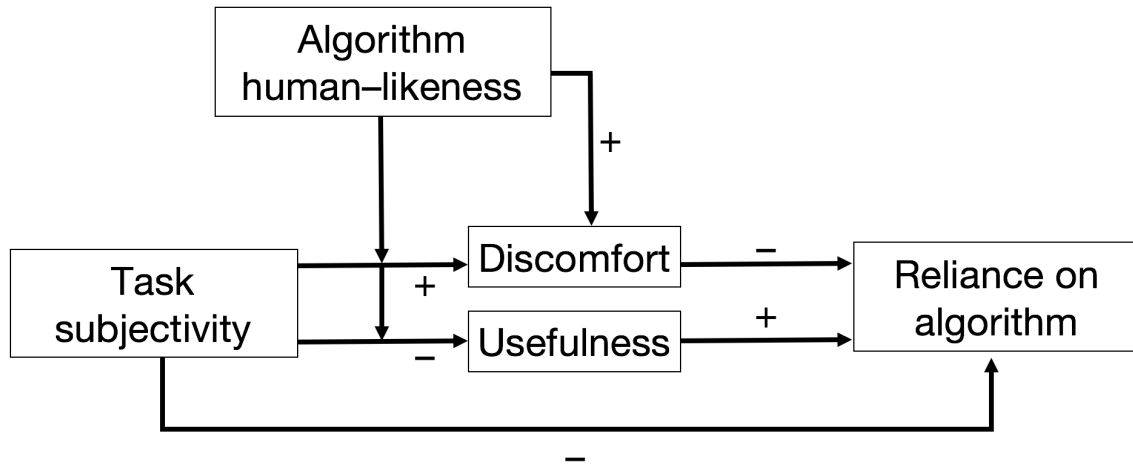 Algorithm
human–likeness
+
Discomfort
–
Task
subjectivity
+
Reliance on
algorithm
Usefulness
+
–
–